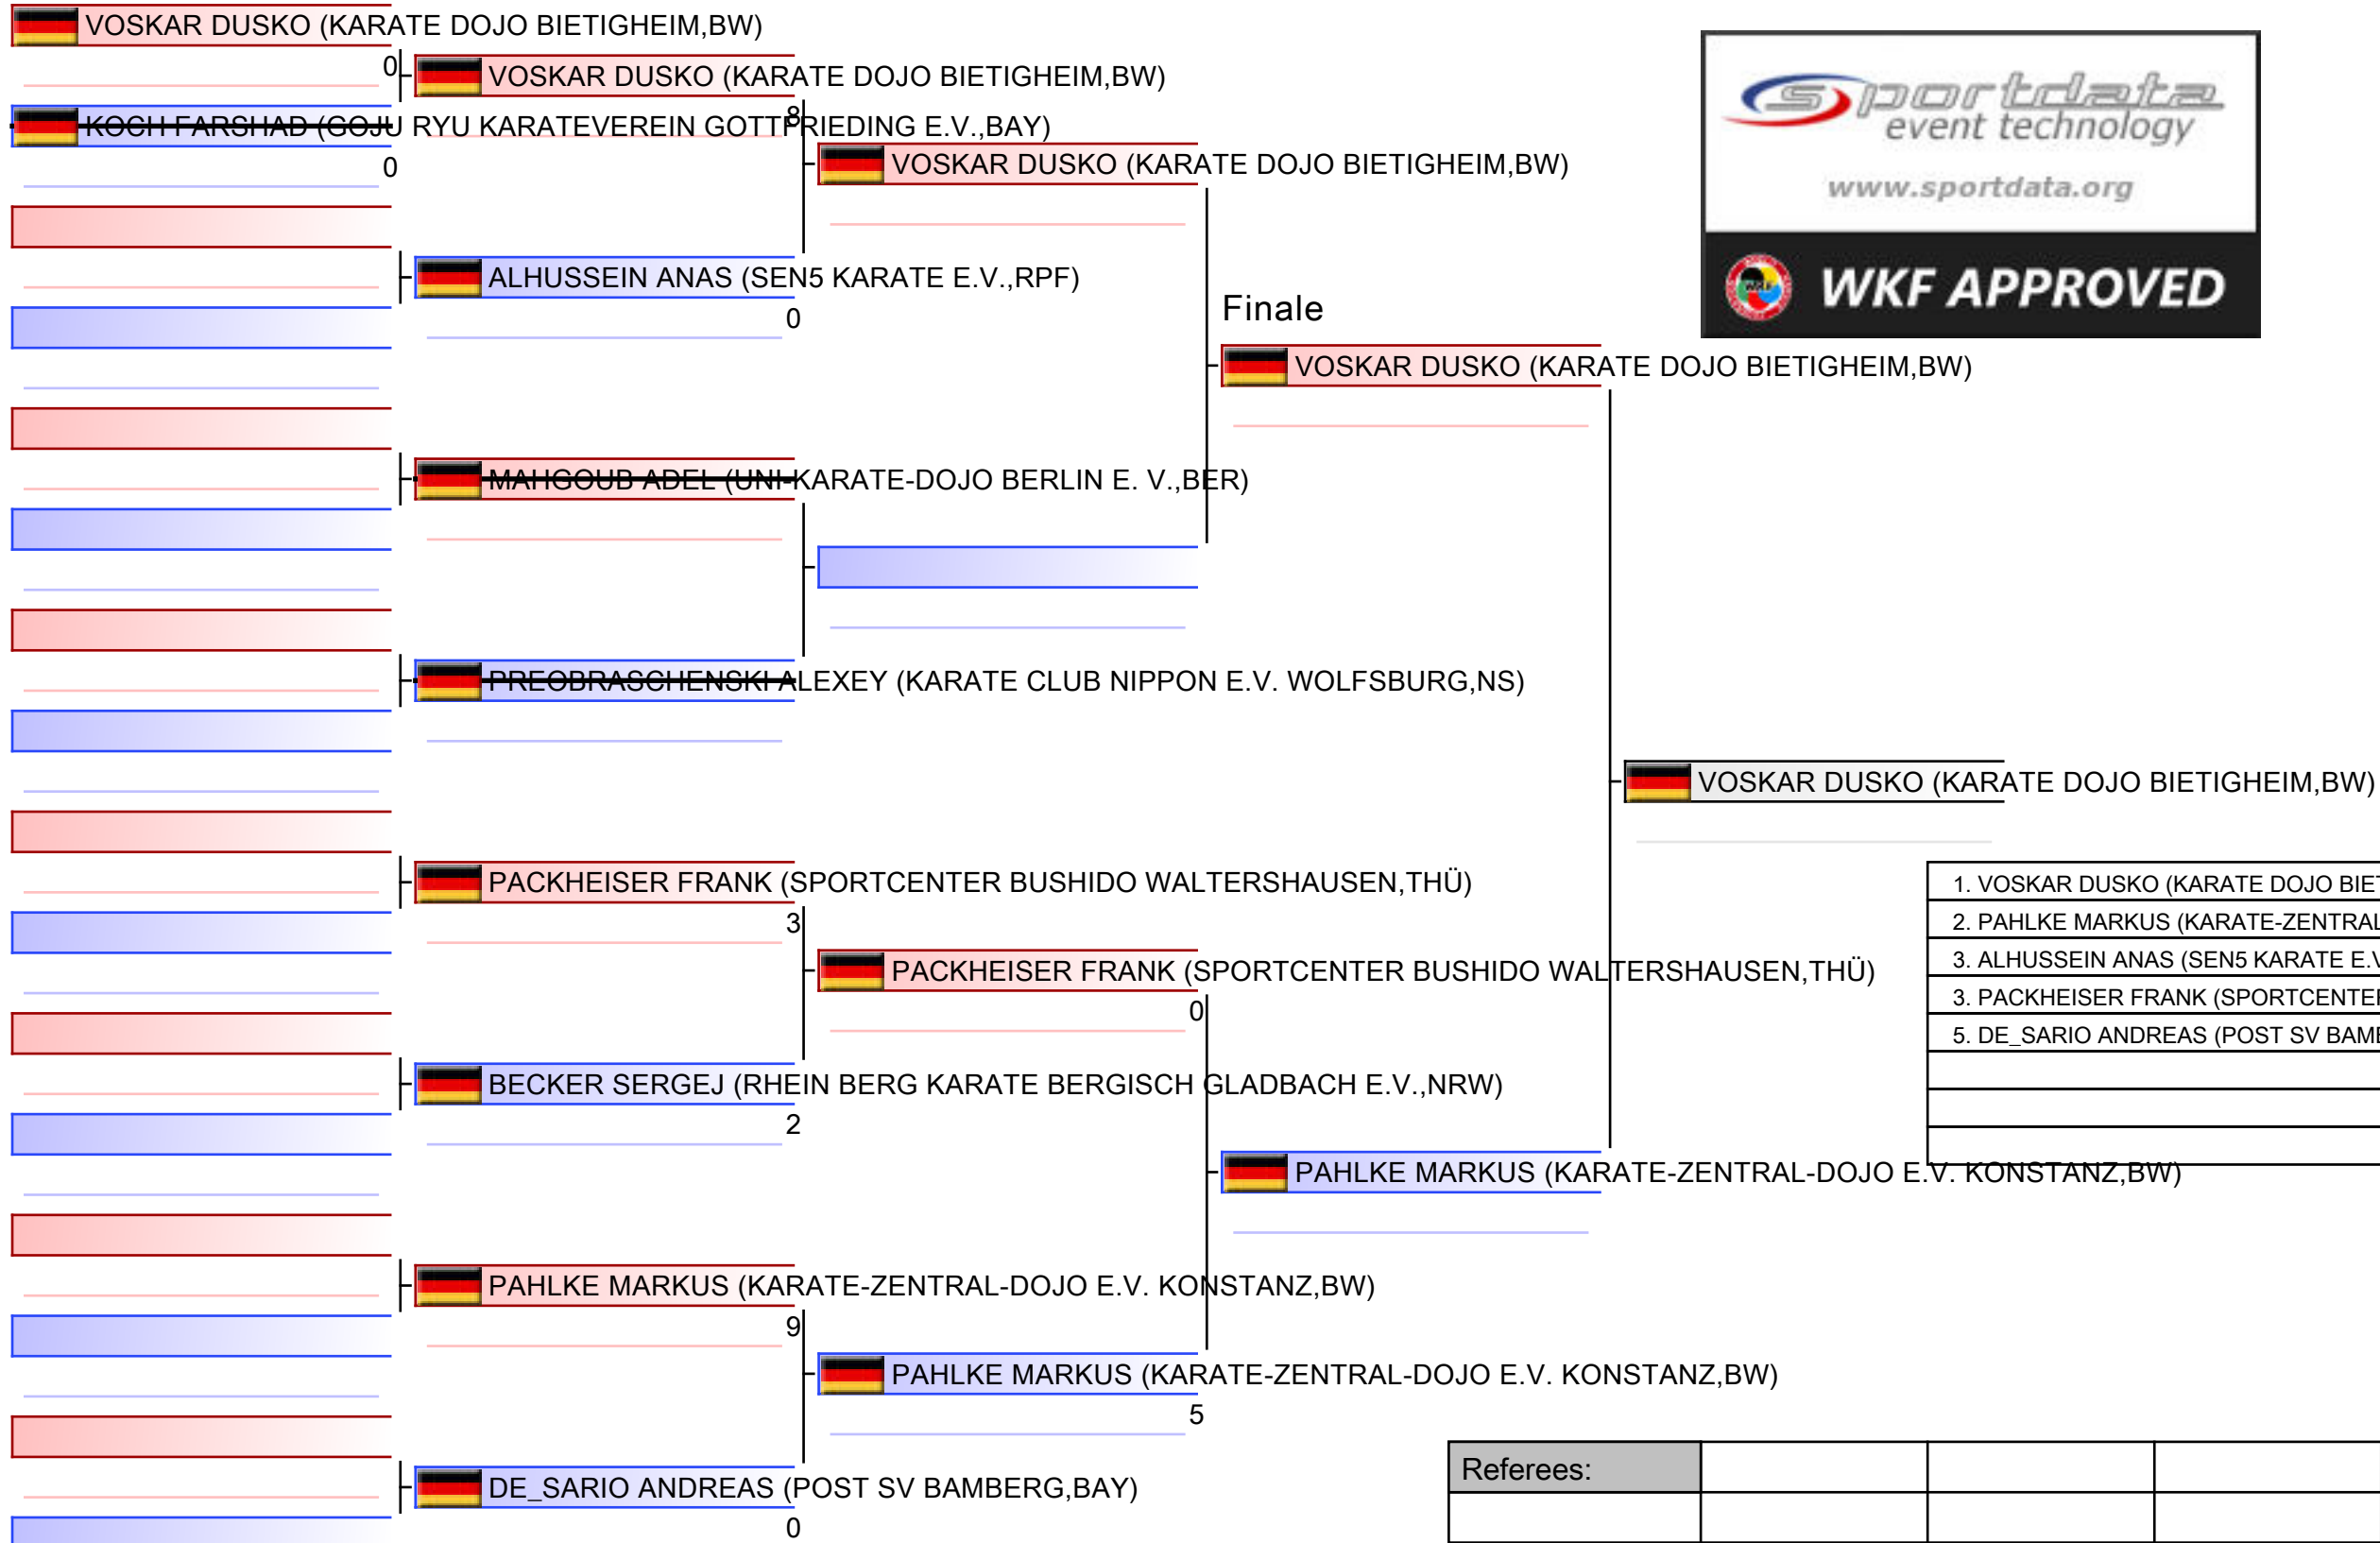 VOSKAR DUSKO (KARATE DOJO BIETIGHEIM,BW)
0
KOCH FARSHAD (GOJU RYU KARATEVEREIN GOTTFRIEDING E.V.,BAY)
0
VOSKAR DUSKO (KARATE DOJO BIETIGHEIM,BW)
8
ALHUSSEIN ANAS (SEN5 KARATE E.V.,RPF)
0
MAHGOUB ADEL (UNI-KARATE-DOJO BERLIN E. V.,BER)
PREOBRASCHENSKI ALEXEY (KARATE CLUB NIPPON E.V. WOLFSBURG,NS)
PACKHEISER FRANK (SPORTCENTER BUSHIDO WALTERSHAUSEN,THÜ)
3
BECKER SERGEJ (RHEIN BERG KARATE BERGISCH GLADBACH E.V.,NRW)
2
PAHLKE MARKUS (KARATE-ZENTRAL-DOJO E.V. KONSTANZ,BW)
9
DE_SARIO ANDREAS (POST SV BAMBERG,BAY)
0
VOSKAR DUSKO (KARATE DOJO BIETIGHEIM,BW)
PACKHEISER FRANK (SPORTCENTER BUSHIDO WALTERSHAUSEN,THÜ)
0
PAHLKE MARKUS (KARATE-ZENTRAL-DOJO E.V. KONSTANZ,BW)
5
Finale
VOSKAR DUSKO (KARATE DOJO BIETIGHEIM,BW)
PAHLKE MARKUS (KARATE-ZENTRAL-DOJO E.V. KONSTANZ,BW)
VOSKAR DUSKO (KARATE DOJO BIETIGHEIM,BW)
sportdata
event technology
www.sportdata.org
WKF APPROVED
1. VOSKAR DUSKO (KARATE DOJO BIET
2. PAHLKE MARKUS (KARATE-ZENTRAL
3. ALHUSSEIN ANAS (SEN5 KARATE E.V
3. PACKHEISER FRANK (SPORTCENTER
5. DE_SARIO ANDREAS (POST SV BAMB
Referees: